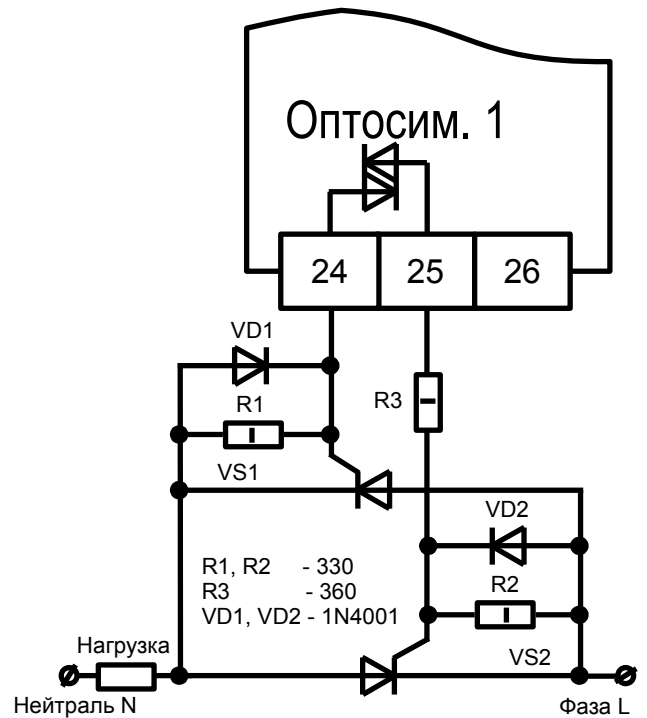 Оптосим. 1
24 25 26
VD1
R1
R3
VS1
VD2
R1, R2 - 330
R3 - 360
VD1, VD2 - 1N4001
R2
VS2
Нагрузка
Нейтраль N
Фаза L